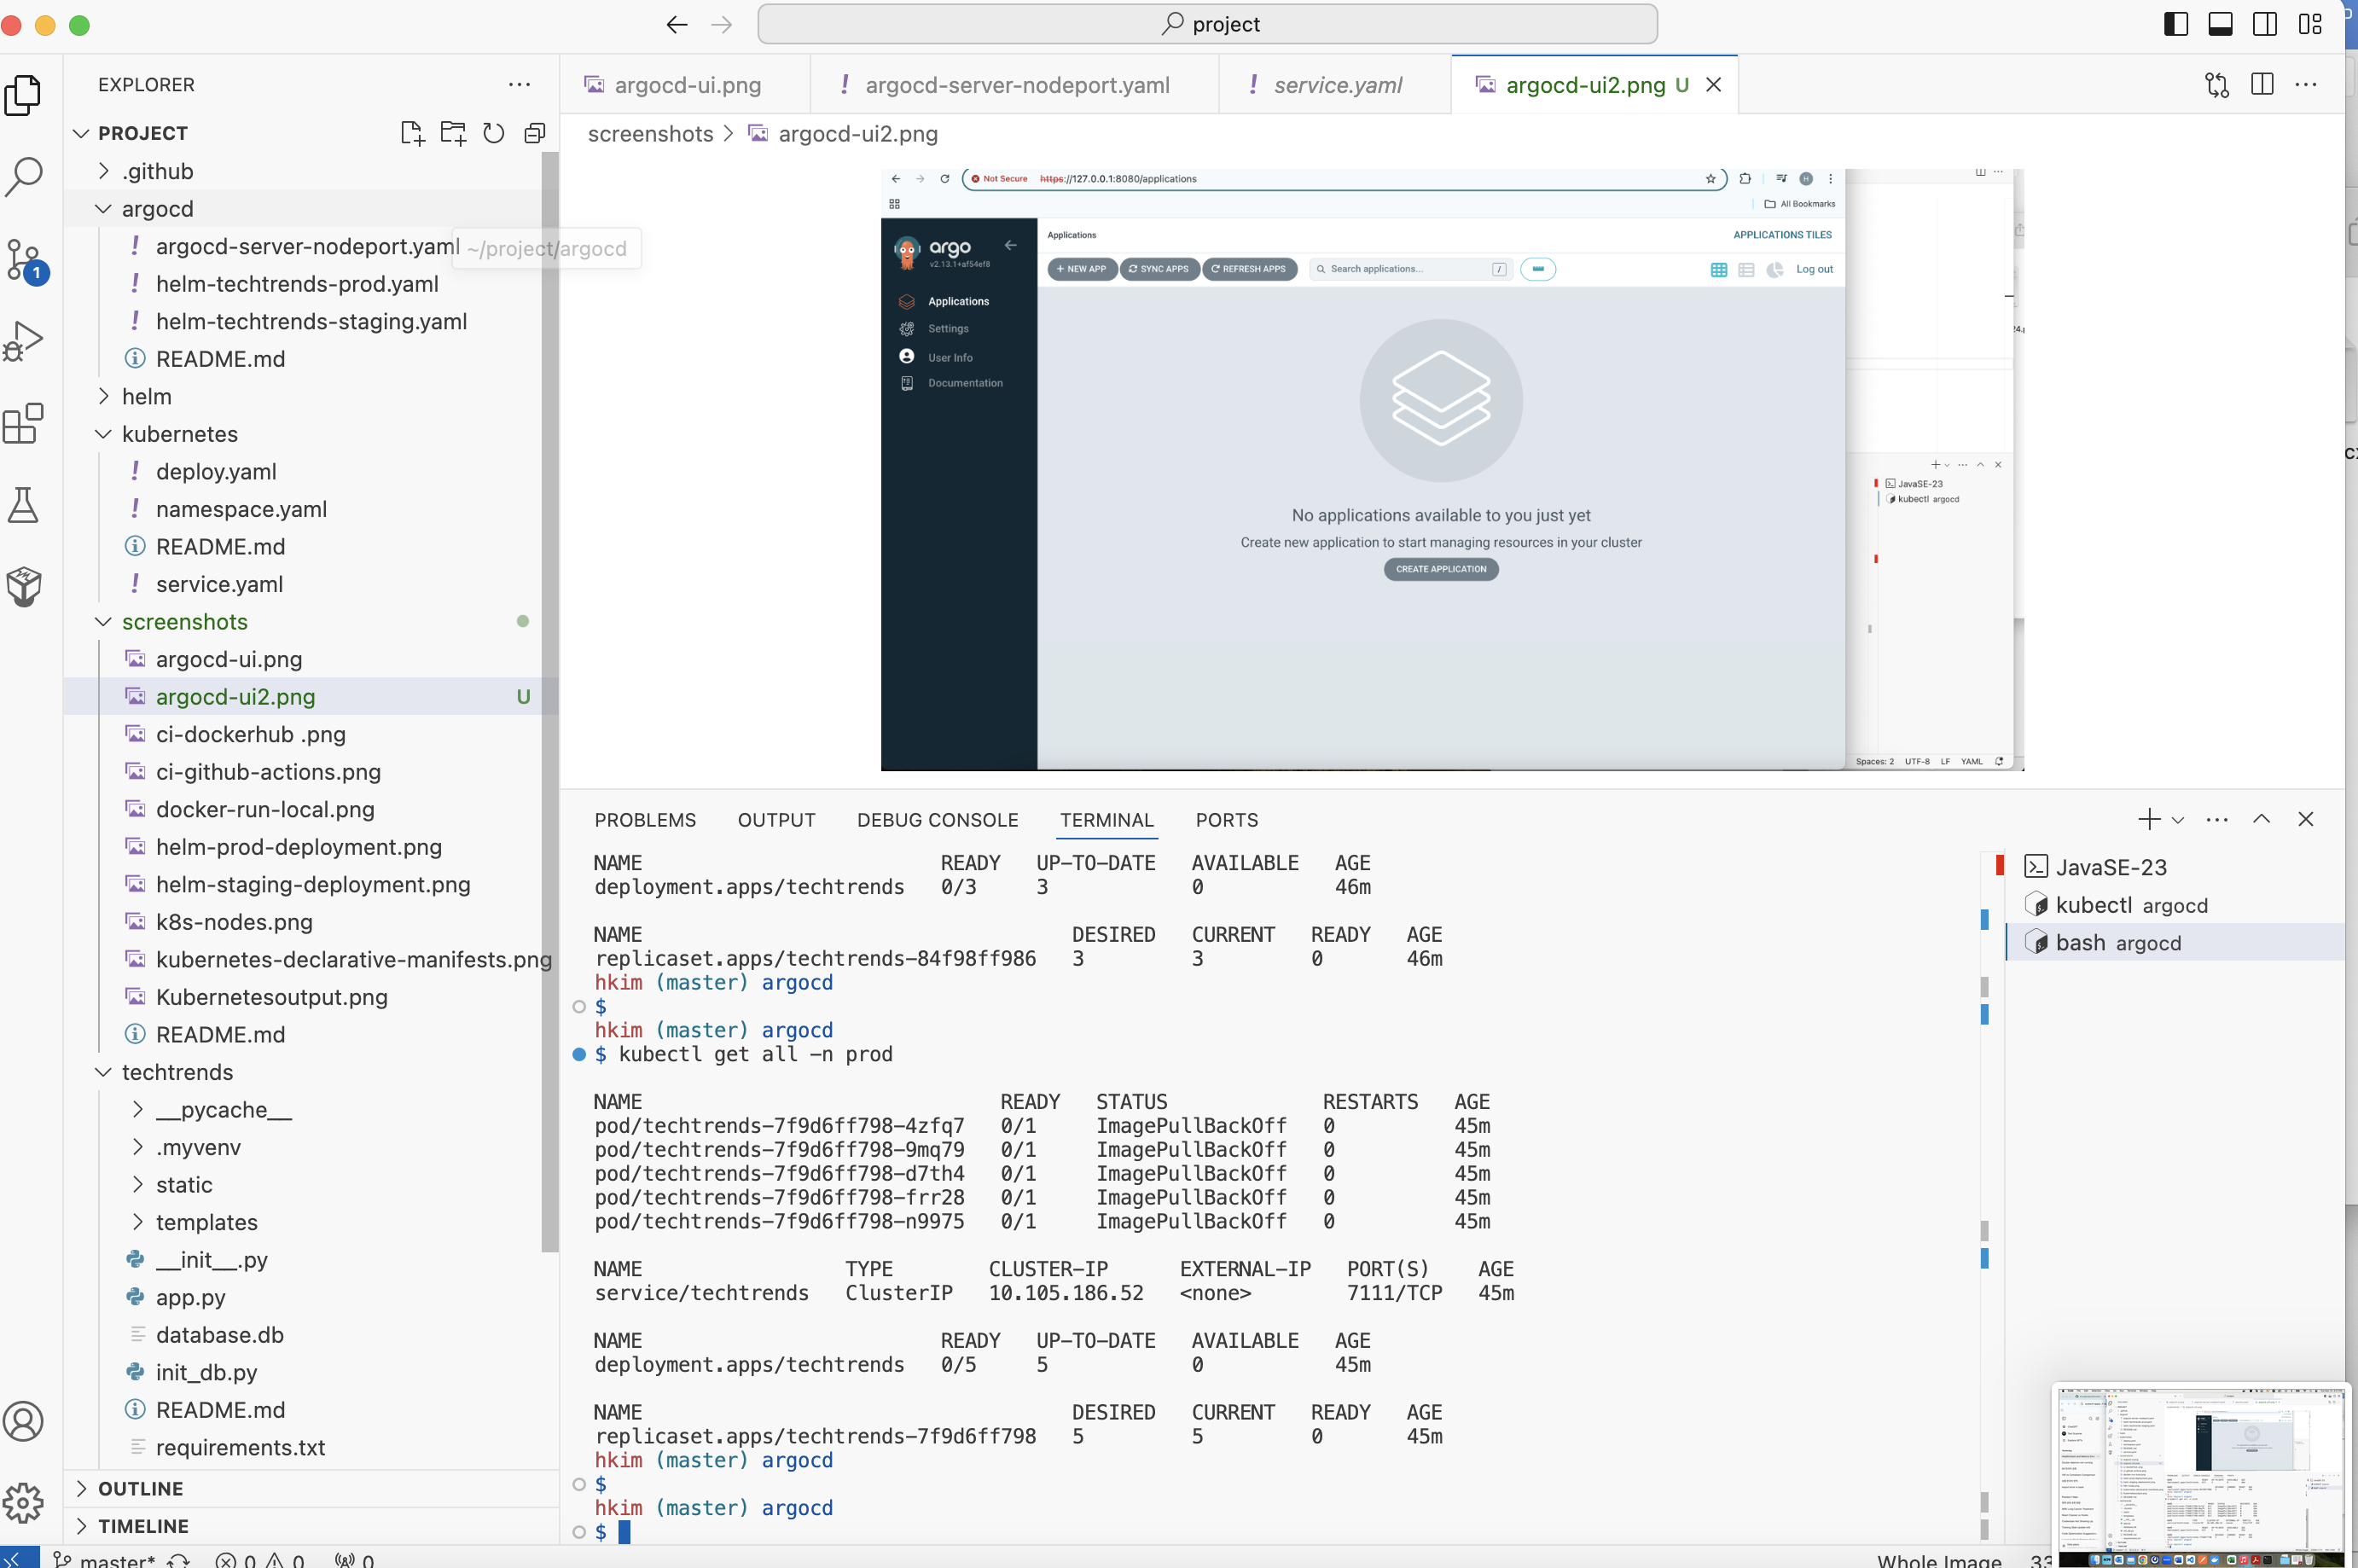 project
EXPLORER
PROJECT
.github
argocd
argocd-server-nodeport.yaml
~/project/argocd
helm-techtrends-prod.yaml
helm-techtrends-staging.yaml
README.md
helm
kubernetes
deploy.yaml
namespace.yaml
README.md
service.yaml
screenshots
argocd-ui.png
argocd-ui2.png U
ci-dockerhub .png
ci-github-actions.png
docker-run-local.png
helm-prod-deployment.png
helm-staging-deployment.png
k8s-nodes.png
kubernetes-declarative-manifests.png
Kubernetesoutput.png
README.md
techtrends
__pycache__
.myvenv
static
templates
__init__.py
app.py
database.db
init_db.py
README.md
requirements.txt
OUTLINE
TIMELINE
1
argocd-ui.png
argocd-server-nodeport.yaml
service.yaml
argocd-ui2.png U
screenshots > argocd-ui2.png
Not Secure https://127.0.0.1:8080/applications
All Bookmarks
argo
v2.13.1+af54ef8
Applications
Settings
User Info
Documentation
Applications
APPLICATIONS TILES
+ NEW APP
SYNC APPS
REFRESH APPS
Search applications...
/
Log out
No applications available to you just yet
Create new application to start managing resources in your cluster
CREATE APPLICATION
JavaSE-23
kubectl argocd
Spaces: 2 UTF-8 LF YAML
PROBLEMS OUTPUT DEBUG CONSOLE TERMINAL PORTS
NAME READY UP-TO-DATE AVAILABLE AGE
deployment.apps/techtrends 0/3 3 0 46m
NAME DESIRED CURRENT READY AGE
replicaset.apps/techtrends-84f98ff986 3 3 0 46m
hkim (master) argocd
$
hkim (master) argocd
$ kubectl get all -n prod
NAME READY STATUS RESTARTS AGE
pod/techtrends-7f9d6ff798-4zfq7 0/1 ImagePullBackOff 0 45m
pod/techtrends-7f9d6ff798-9mq79 0/1 ImagePullBackOff 0 45m
pod/techtrends-7f9d6ff798-d7th4 0/1 ImagePullBackOff 0 45m
pod/techtrends-7f9d6ff798-frr28 0/1 ImagePullBackOff 0 45m
pod/techtrends-7f9d6ff798-n9975 0/1 ImagePullBackOff 0 45m
NAME TYPE CLUSTER-IP EXTERNAL-IP PORT(S) AGE
service/techtrends ClusterIP 10.105.186.52 <none> 7111/TCP 45m
NAME READY UP-TO-DATE AVAILABLE AGE
deployment.apps/techtrends 0/5 5 0 45m
NAME DESIRED CURRENT READY AGE
replicaset.apps/techtrends-7f9d6ff798 5 5 0 45m
hkim (master) argocd
$
hkim (master) argocd
$
JavaSE-23
kubectl argocd
bash argocd
master* 0 0 0
Whole Image